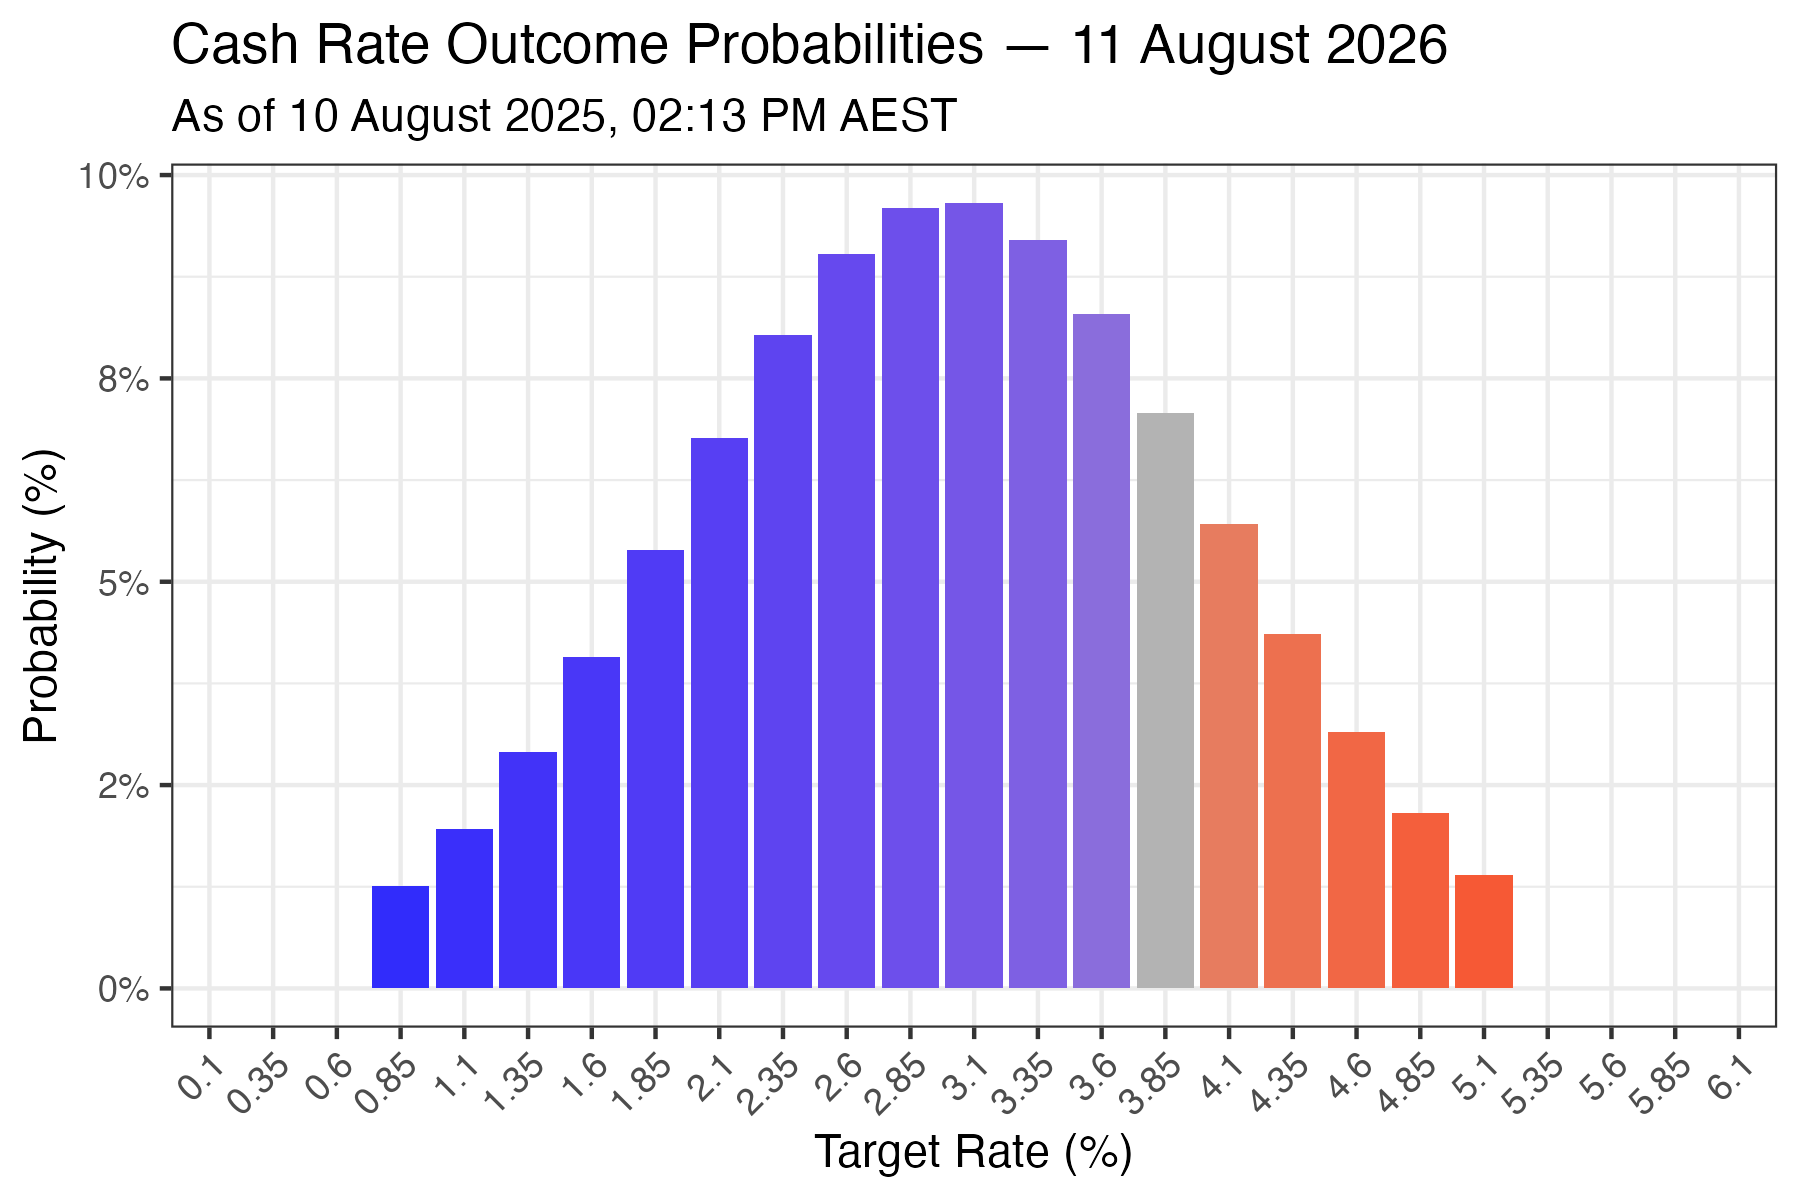 Cash Rate Outcome Probabilities — 11 August 2026
As of 10 August 2025, 02:13 PM AEST
Probability (%)
10%
8%
5%
2%
0%
0.1 0.35 0.6 0.85 1.1 1.35 1.6 1.85 2.1 2.35 2.6 2.85 3.1 3.35 3.6 3.85 4.1 4.35 4.6 4.85 5.1 5.35 5.6 5.85 6.1
Target Rate (%)